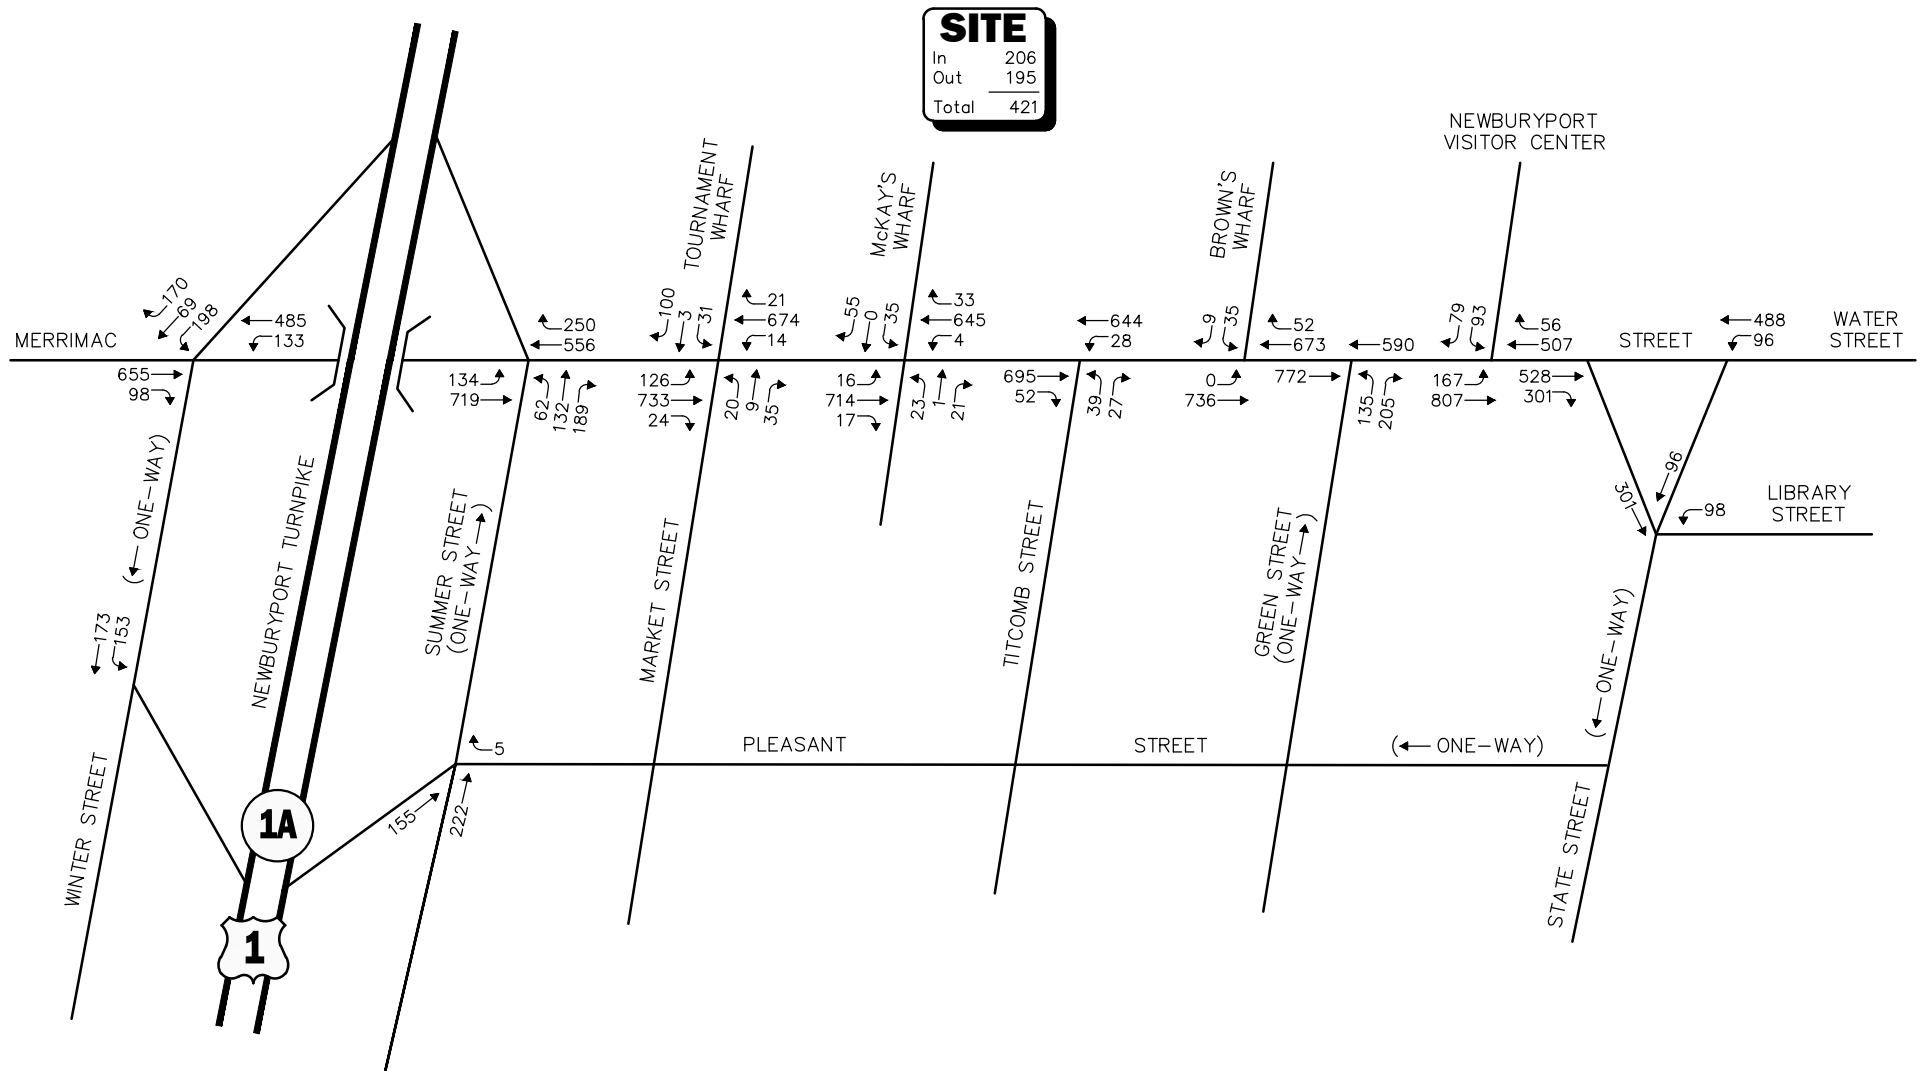 SITE
In 206
Out 195
Total 421
NEWBURYPORT
VISITOR CENTER
TOURNAMENT
WHARF
McKAY'S
WHARF
BROWN'S
WHARF
MERRIMAC
STREET
WATER
STREET
170
69
198
485
133
655
98
250
556
134
719
62
132
189
100
3
31
21
674
14
126
733
24
20
9
35
55
0
35
33
645
4
16
714
17
23
1
21
644
28
695
52
39
27
9
35
52
673
0
736
590
772
135
205
79
93
56
507
167
807
528
301
488
96
96
301
98
LIBRARY
STREET
(← ONE-WAY)
173
153
WINTER STREET
NEWBURYPORT TURNPIKE
SUMMER STREET
(ONE-WAY→)
MARKET STREET
TITCOMB STREET
GREEN STREET
(ONE-WAY→)
(← ONE-WAY)
STATE STREET
5
PLEASANT
STREET
(← ONE-WAY)
155
222
1A
1